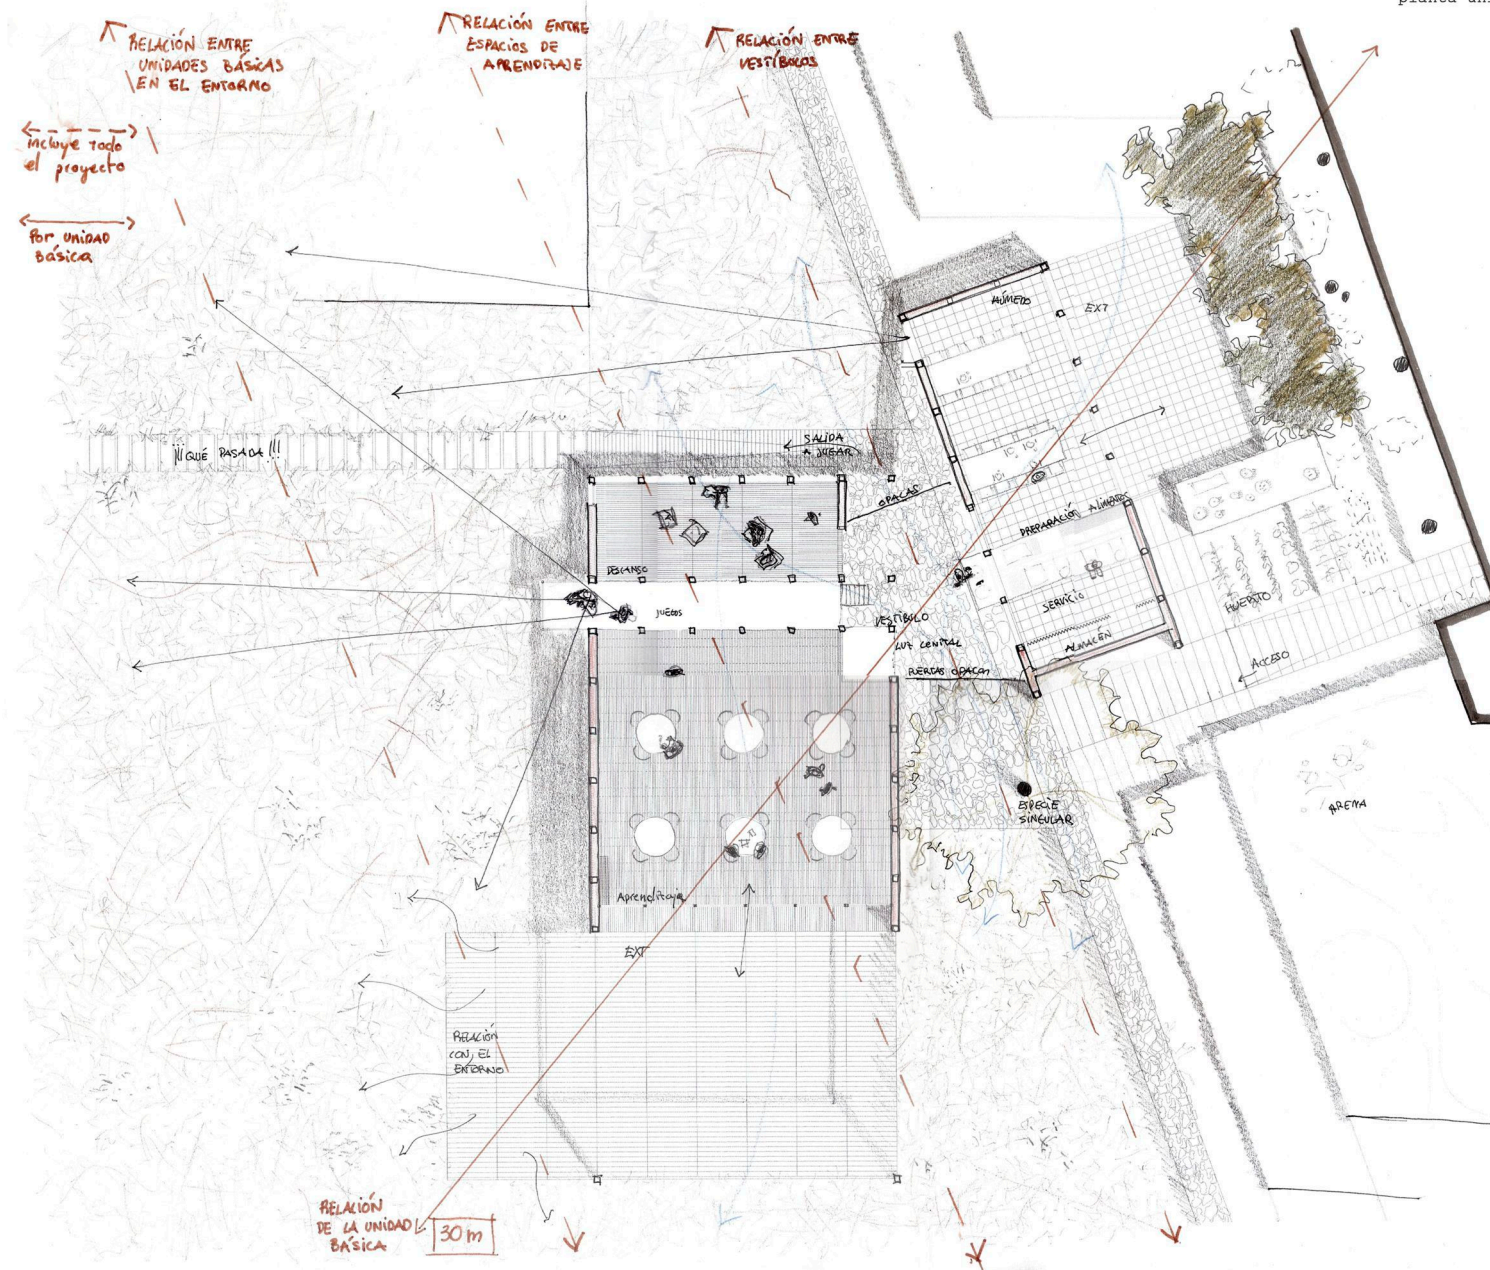 RELACIÓN ENTRE
UNIDADES BÁSICAS
EN EL ENTORNO
RELACIÓN ENTRE
ESPACIOS DE
APRENDIZAJE
RELACIÓN ENTRE
VESTÍBULOS
incluye todo
el proyecto
Por UNIDAD
Básica
EXT
¡¡¡QUÉ PASADA!!!
SALIDA
A JUGAR
OPACAS
PREPARACIÓN ALIMENTOS
DESCANSO
JUEGOS
VESTÍBULO
LUZ CENITAL
PUERTAS OPACAS
SERVICIO
ALMACÉN
HUERTO
ACCESO
ESPECIE
SINGULAR
ARENA
Aprendizaje
EXT
RELACIÓN
CON EL
ENTORNO
RELACIÓN
DE LA UNIDAD
BÁSICA
30 m